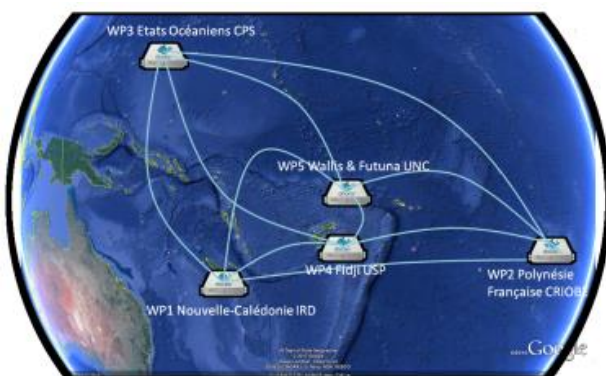 WP3 Etats Océaniens CPS
WP5 Wallis & Futuna UNC
WP4 Fidji USP
WP2 Polynésie
Française CRIOBE
WP1 Nouvelle-Calédonie IRD
Google